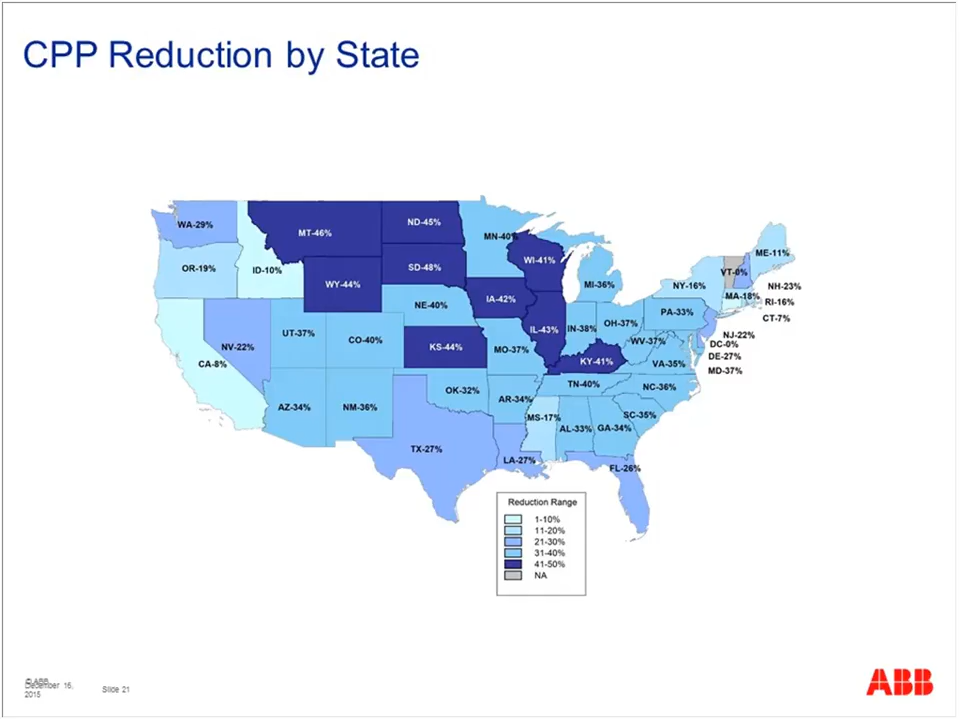 CPP Reduction by State
WA-29%
MT-46%
ND-45%
MN-40%
OR-19%
ID-10%
WY-44%
SD-48%
WI-41%
MI-36%
NY-16%
VT-0%
ME-11%
NH-23%
MA-18%
RI-16%
CT-7%
NV-22%
UT-37%
CO-40%
NE-40%
IA-42%
IL-43%
IN-38%
OH-37%
PA-33%
NJ-22%
DC-0%
DE-27%
MD-37%
CA-8%
KS-44%
MO-37%
KY-41%
WV-37%
VA-35%
AZ-34%
NM-36%
OK-32%
AR-34%
TN-40%
NC-36%
SC-35%
MS-17%
AL-33%
GA-34%
TX-27%
LA-27%
FL-26%
Reduction Range
1-10%
11-20%
21-30%
31-40%
41-50%
NA
© ABB
December 16,
2015
Slide 21
ABB